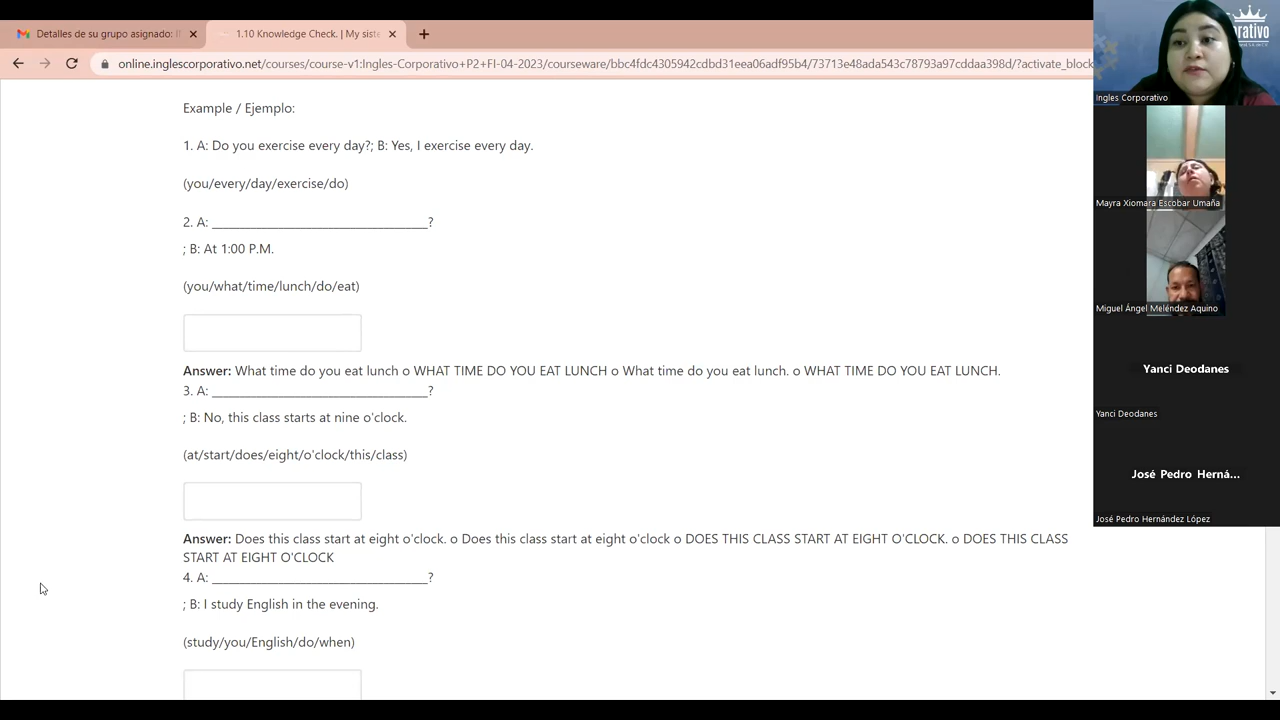 Detalles de su grupo asignado: I
1.10 Knowledge Check. | My siste
online.inglescorporativo.net/courses/course-v1:Ingles-Corporativo+P2+FI-04-2023/courseware/bbc4fdc4305942cdbd31eea06adf95b4/73713e48ada543c78793a97cddaa398d/?activate_block
Example / Ejemplo:
1. A: Do you exercise every day?; B: Yes, I exercise every day.
(you/every/day/exercise/do)
2. A: ______________________________?
; B: At 1:00 P.M.
(you/what/time/lunch/do/eat)
Answer: What time do you eat lunch o WHAT TIME DO YOU EAT LUNCH o What time do you eat lunch. o WHAT TIME DO YOU EAT LUNCH.
3. A: ______________________________?
; B: No, this class starts at nine o'clock.
(at/start/does/eight/o'clock/this/class)
Answer: Does this class start at eight o'clock. o Does this class start at eight o'clock o DOES THIS CLASS START AT EIGHT O'CLOCK. o DOES THIS CLASS
START AT EIGHT O'CLOCK
4. A: ______________________________?
; B: I study English in the evening.
(study/you/English/do/when)
Ingles Corporativo
Mayra Xiomara Escobar Umaña
Miguel Ángel Meléndez Aquino
Yanci Deodanes
Yanci Deodanes
José Pedro Herná...
José Pedro Hernández López